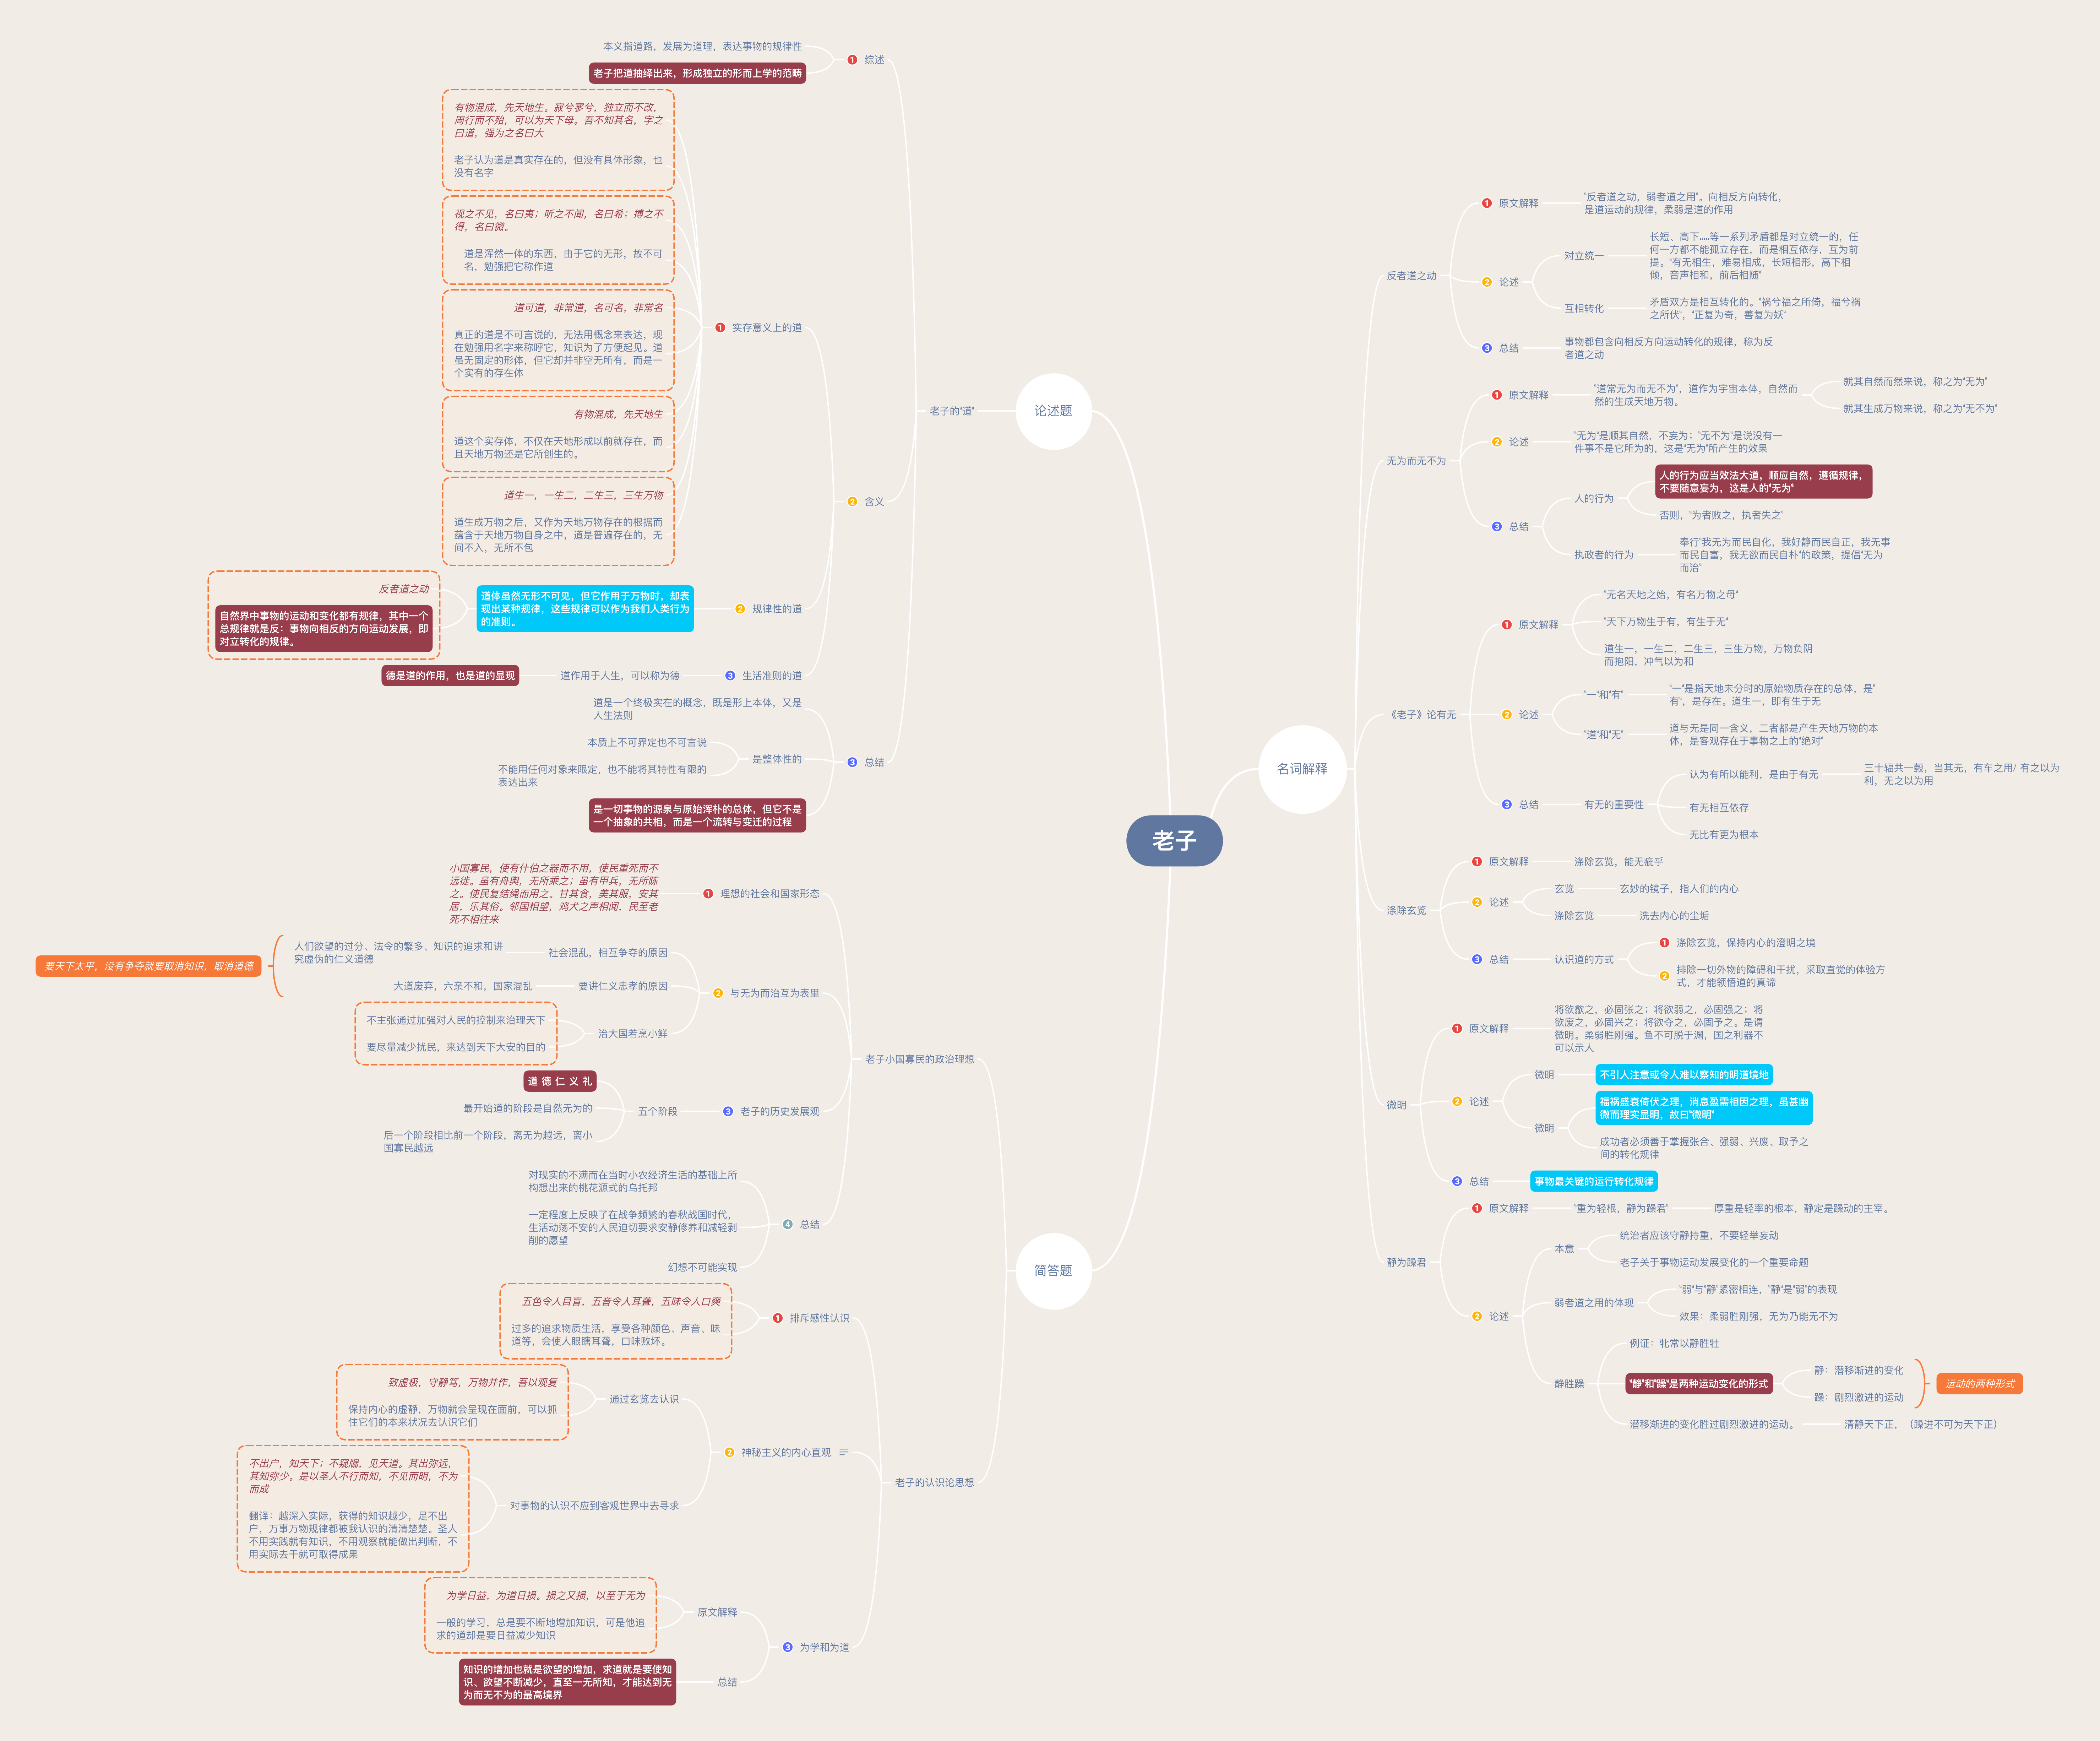 老子
名词解释
反者道之动
1 原文解释
"反者道之动，弱者道之用"。向相反方向转化，
是道运动的规律，柔弱是道的作用
2 论述
对立统一
长短、高下.....等一系列矛盾都是对立统一的，任
何一方都不能孤立存在，而是相互依存，互为前
提。"有无相生，难易相成，长短相形，高下相
倾，音声相和，前后相随"
互相转化
矛盾双方是相互转化的。"祸兮福之所倚，福兮祸
之所伏"，"正复为奇，善复为妖"
3 总结
事物都包含向相反方向运动转化的规律，称为反
者道之动
无为而无不为
1 原文解释
"道常无为而无不为"，道作为宇宙本体，自然而
然的生成天地万物。
就其自然而然来说，称之为"无为"
就其生成万物来说，称之为"无不为"
2 论述
"无为"是顺其自然，不妄为；"无不为"是说没有一
件事不是它所为的，这是"无为"所产生的效果
3 总结
人的行为
人的行为应当效法大道，顺应自然，遵循规律，
不要随意妄为，这是人的"无为"
否则，"为者败之，执者失之"
执政者的行为
奉行"我无为而民自化，我好静而民自正，我无事
而民自富，我无欲而民自朴"的政策，提倡"无为
而治"
《老子》论有无
1 原文解释
"无名天地之始，有名万物之母"
"天下万物生于有，有生于无"
道生一，一生二，二生三，三生万物，万物负阴
而抱阳，冲气以为和
2 论述
"一"和"有"
"一"是指天地未分时的原始物质存在的总体，是"
有"，是存在。道生一，即有生于无
"道"和"无"
道与无是同一含义，二者都是产生天地万物的本
体，是客观存在于事物之上的"绝对"
3 总结
有无的重要性
认为有所以能利，是由于有无
三十辐共一毂，当其无，有车之用/ 有之以为
利，无之以为用
有无相互依存
无比有更为根本
涤除玄览
1 原文解释
涤除玄览，能无疵乎
2 论述
玄览
玄妙的镜子，指人们的内心
涤除玄览
洗去内心的尘垢
3 总结
认识道的方式
1 涤除玄览，保持内心的澄明之境
2 排除一切外物的障碍和干扰，采取直觉的体验方
式，才能领悟道的真谛
微明
1 原文解释
将欲歙之，必固张之；将欲弱之，必固强之；将
欲废之，必固兴之；将欲夺之，必固予之。是谓
微明。柔弱胜刚强。鱼不可脱于渊，国之利器不
可以示人
2 论述
微明
不引人注意或令人难以察知的明道境地
微明
福祸盛衰倚伏之理，消息盈需相因之理，虽甚幽
微而理实显明，故曰"微明"
成功者必须善于掌握张合、强弱、兴废、取予之
间的转化规律
3 总结
事物最关键的运行转化规律
静为躁君
1 原文解释
"重为轻根，静为躁君"
厚重是轻率的根本，静定是躁动的主宰。
2 论述
本意
统治者应该守静持重，不要轻举妄动
老子关于事物运动发展变化的一个重要命题
弱者道之用的体现
"弱"与"静"紧密相连，"静"是"弱"的表现
效果：柔弱胜刚强，无为乃能无不为
静胜躁
例证：牝常以静胜牡
"静"和"躁"是两种运动变化的形式
静：潜移渐进的变化
躁：剧烈激进的运动
运动的两种形式
潜移渐进的变化胜过剧烈激进的运动。
清静天下正，（躁进不可为天下正）
论述题
老子的"道"
1 综述
本义指道路，发展为道理，表达事物的规律性
老子把道抽绎出来，形成独立的形而上学的范畴
2 含义
1 实存意义上的道
有物混成，先天地生。寂兮寥兮，独立而不改，
周行而不殆，可以为天下母。吾不知其名，字之
曰道，强为之名曰大
老子认为道是真实存在的，但没有具体形象，也
没有名字
视之不见，名曰夷；听之不闻，名曰希；搏之不
得，名曰微。
道是浑然一体的东西，由于它的无形，故不可
名，勉强把它称作道
道可道，非常道，名可名，非常名
真正的道是不可言说的，无法用概念来表达，现
在勉强用名字来称呼它，知识为了方便起见。道
虽无固定的形体，但它却并非空无所有，而是一
个实有的存在体
有物混成，先天地生
道这个实存体，不仅在天地形成以前就存在，而
且天地万物还是它所创生的。
道生一，一生二，二生三，三生万物
道生成万物之后，又作为天地万物存在的根据而
蕴含于天地万物自身之中，道是普遍存在的，无
间不入，无所不包
2 规律性的道
道体虽然无形不可见，但它作用于万物时，却表
现出某种规律，这些规律可以作为我们人类行为
的准则。
反者道之动
自然界中事物的运动和变化都有规律，其中一个
总规律就是反：事物向相反的方向运动发展，即
对立转化的规律。
3 生活准则的道
道作用于人生，可以称为德
德是道的作用，也是道的显现
3 总结
道是一个终极实在的概念，既是形上本体，又是
人生法则
是整体性的
本质上不可界定也不可言说
不能用任何对象来限定，也不能将其特性有限的
表达出来
是一切事物的源泉与原始浑朴的总体，但它不是
一个抽象的共相，而是一个流转与变迁的过程
简答题
老子小国寡民的政治理想
1 理想的社会和国家形态
小国寡民，使有什伯之器而不用，使民重死而不
远徙。虽有舟舆，无所乘之；虽有甲兵，无所陈
之。使民复结绳而用之。甘其食，美其服，安其
居，乐其俗。邻国相望，鸡犬之声相闻，民至老
死不相往来
2 与无为而治互为表里
社会混乱，相互争夺的原因
人们欲望的过分、法令的繁多、知识的追求和讲
究虚伪的仁义道德
要讲仁义忠孝的原因
大道废弃，六亲不和，国家混乱
要天下太平，没有争夺就要取消知识，取消道德
治大国若烹小鲜
不主张通过加强对人民的控制来治理天下
要尽量减少扰民，来达到天下大安的目的
3 老子的历史发展观
五个阶段
道 德 仁 义 礼
最开始道的阶段是自然无为的
后一个阶段相比前一个阶段，离无为越远，离小
国寡民越远
4 总结
对现实的不满而在当时小农经济生活的基础上所
构想出来的桃花源式的乌托邦
一定程度上反映了在战争频繁的春秋战国时代，
生活动荡不安的人民迫切要求安静修养和减轻剥
削的愿望
幻想不可能实现
老子的认识论思想
1 排斥感性认识
五色令人目盲，五音令人耳聋，五味令人口爽
过多的追求物质生活，享受各种颜色、声音、味
道等，会使人眼瞎耳聋，口味败坏。
2 神秘主义的内心直观
通过玄览去认识
致虚极，守静笃，万物并作，吾以观复
保持内心的虚静，万物就会呈现在面前，可以抓
住它们的本来状况去认识它们
对事物的认识不应到客观世界中去寻求
不出户，知天下；不窥牖，见天道。其出弥远，
其知弥少。是以圣人不行而知，不见而明，不为
而成
翻译：越深入实际，获得的知识越少，足不出
户，万事万物规律都被我认识的清清楚楚。圣人
不用实践就有知识，不用观察就能做出判断，不
用实际去干就可取得成果
3 为学和为道
原文解释
为学日益，为道日损。损之又损，以至于无为
一般的学习，总是要不断地增加知识，可是他追
求的道却是要日益减少知识
总结
知识的增加也就是欲望的增加，求道就是要使知
识、欲望不断减少，直至一无所知，才能达到无
为而无不为的最高境界